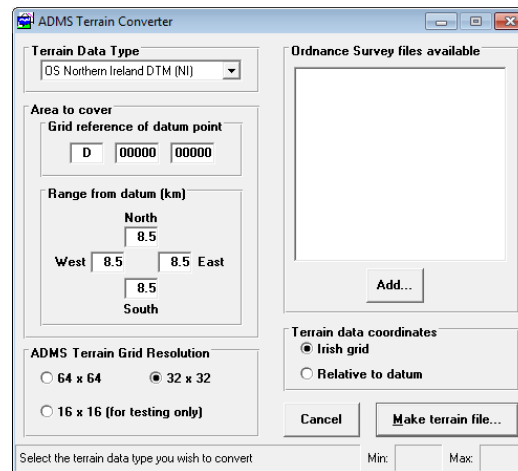 ADMS Terrain Converter
Terrain Data Type
OS Northern Ireland DTM (NI)
Area to cover
Grid reference of datum point
D 00000 00000
Range from datum (km)
North
8.5
West 8.5 8.5 East
8.5
South
ADMS Terrain Grid Resolution
64 x 64 32 x 32
16 x 16 (for testing only)
Ordnance Survey files available
Add...
Terrain data coordinates
Irish grid
Relative to datum
Cancel Make terrain file...
Select the terrain data type you wish to convert Min: Max: